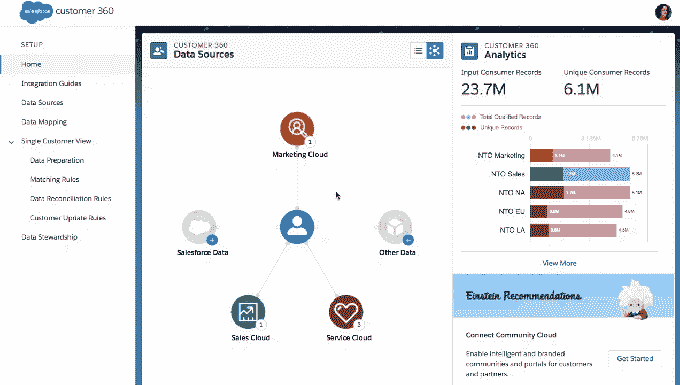 salesforce customer 360
SETUP
Home
Integration Guides
Data Sources
Data Mapping
Single Customer View
Data Preparation
Matching Rules
Data Reconciliation Rules
Customer Update Rules
Data Stewardship
CUSTOMER 360
Data Sources
Marketing Cloud
1
Salesforce Data
Other Data
Sales Cloud
1
Service Cloud
3
CUSTOMER 360
Analytics
Input Consumer Records
Unique Consumer Records
23.7M
6.1M
Total Qualified Records
Unique Records
0
NTO Marketing
NTO Sales
NTO NA
NTO EU
NTO LA
View More
Einstein Recommendations
Connect Community Cloud
Enable intelligent and branded
communities and portals for customers
and partners.
Get Started